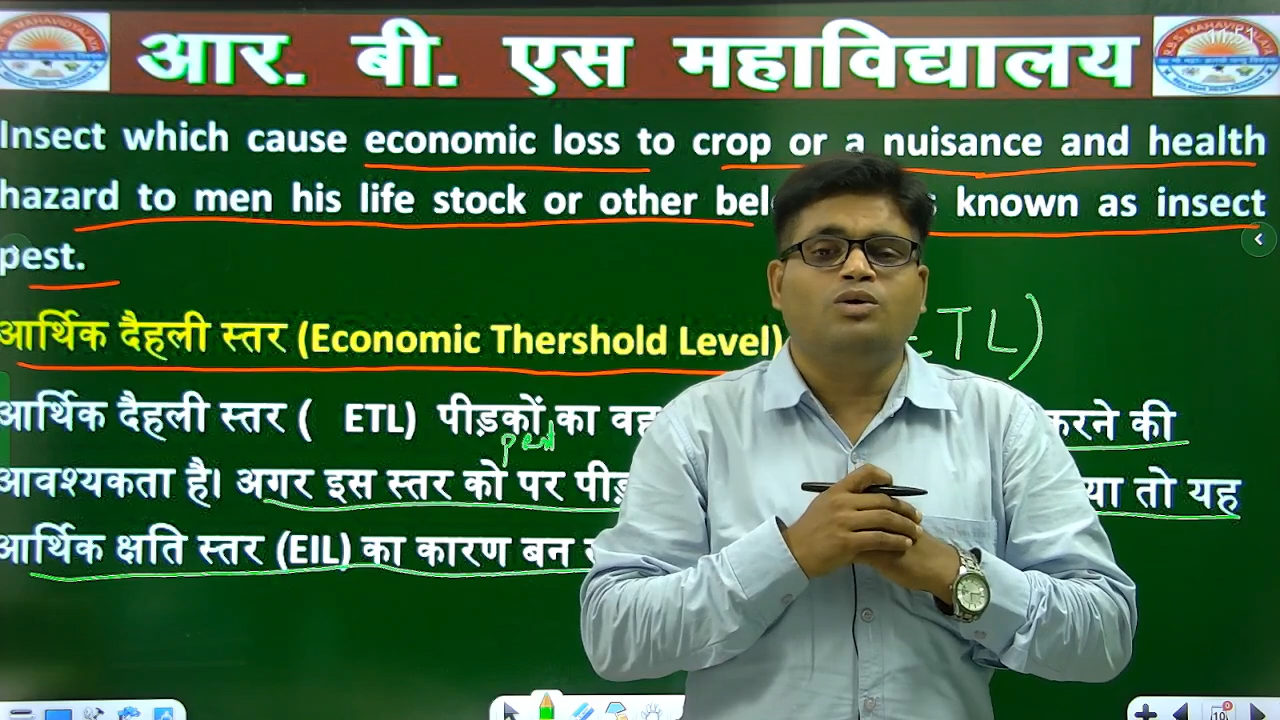 आर. बी. एस महाविद्यालय
Insect which cause economic loss to crop or a nuisance and health
hazard to men his life stock or other known as insect
pest.
आर्थिक दैहली स्तर (Economic Thershold Level) ETL)
आर्थिक दैहली स्तर ( ETL) पीड़कों का वह करने की
pest
आवश्यकता है। अगर इस स्तर को पर तो यह
आर्थिक क्षति स्तर (EIL) का कारण बन